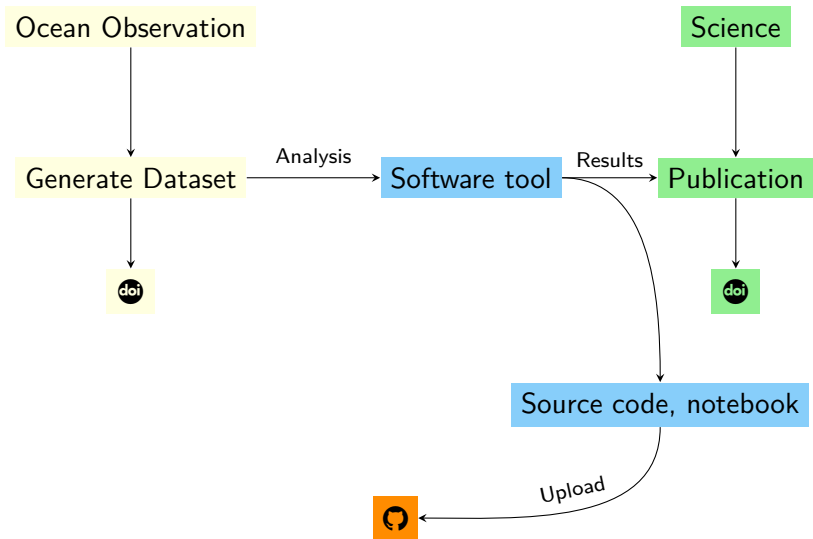 Ocean Observation
Science
Generate Dataset
Analysis
Software tool
Results
Publication
doi
doi
Source code, notebook
Upload